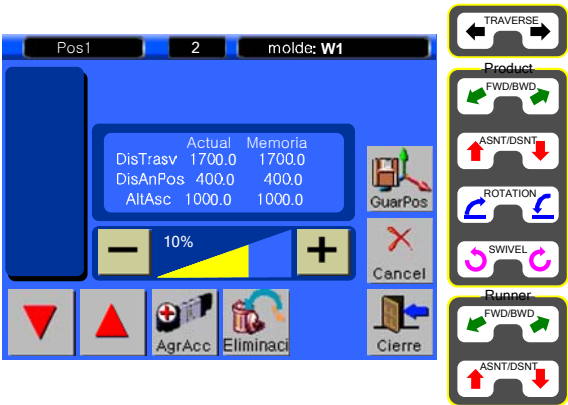 Pos1 2 molde: W1
Actual Memoria
DisTrasv 1700.0 1700.0
DisAnPos 400.0 400.0
AltAsc 1000.0 1000.0
GuarPos
10%
Cancel
AgrAcc
Eliminaci
Cierre
TRAVERSE
Product
FWD/BWD
ASNT/DSNT
ROTATION
SWIVEL
Runner
FWD/BWD
ASNT/DSNT